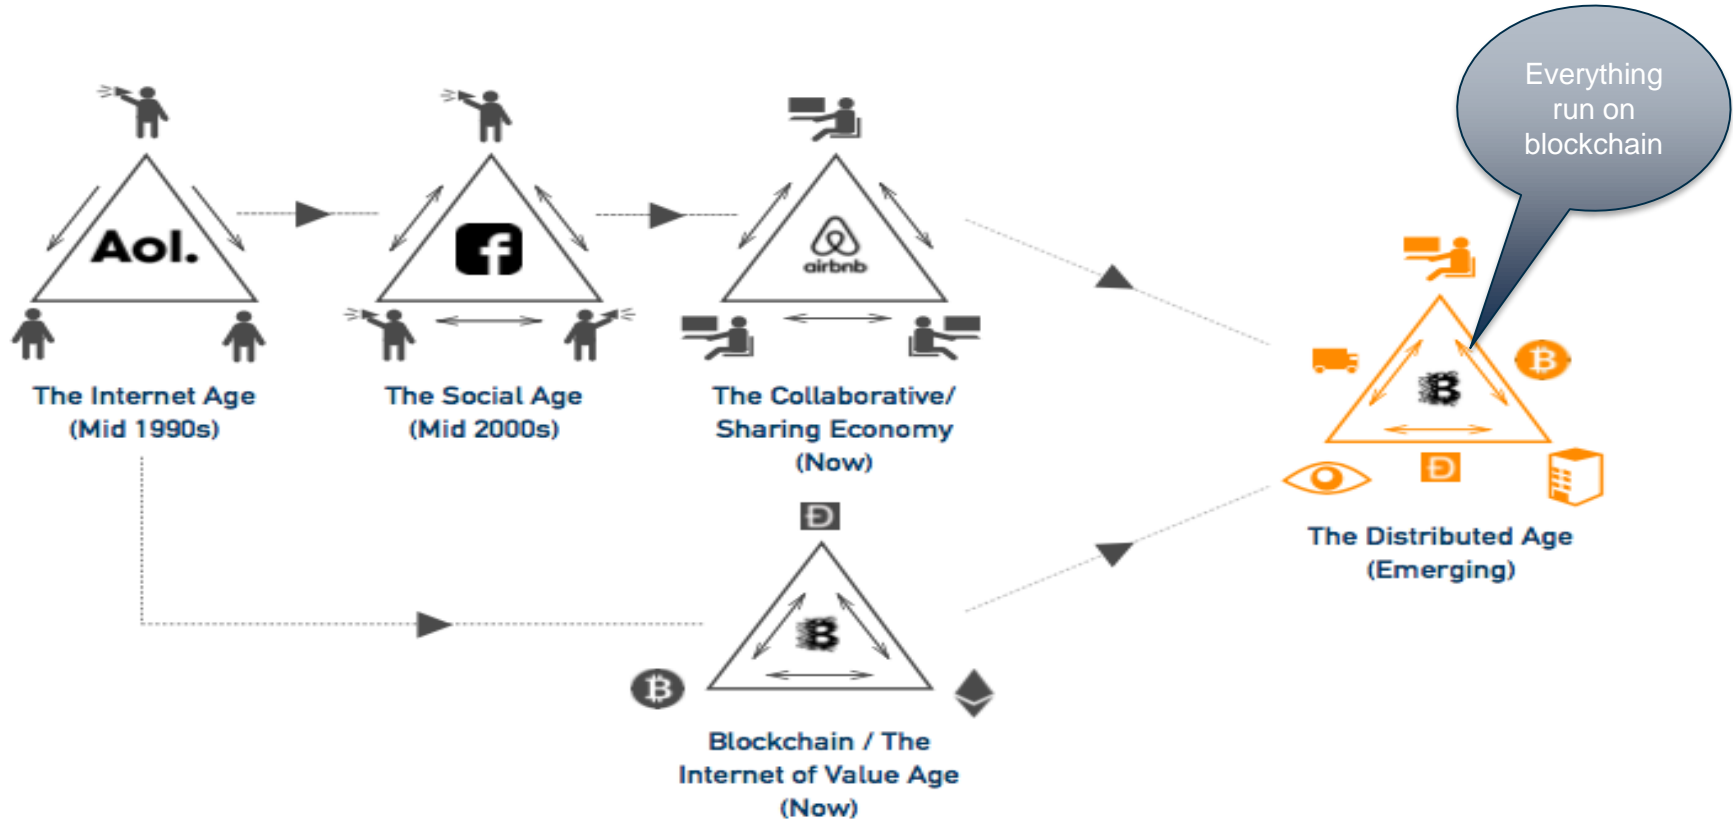 Everything
run on
blockchain
Aol.
f
airbnb
The Internet Age
(Mid 1990s)
The Social Age
(Mid 2000s)
The Collaborative/
Sharing Economy
(Now)
The Distributed Age
(Emerging)
Blockchain / The
Internet of Value Age
(Now)